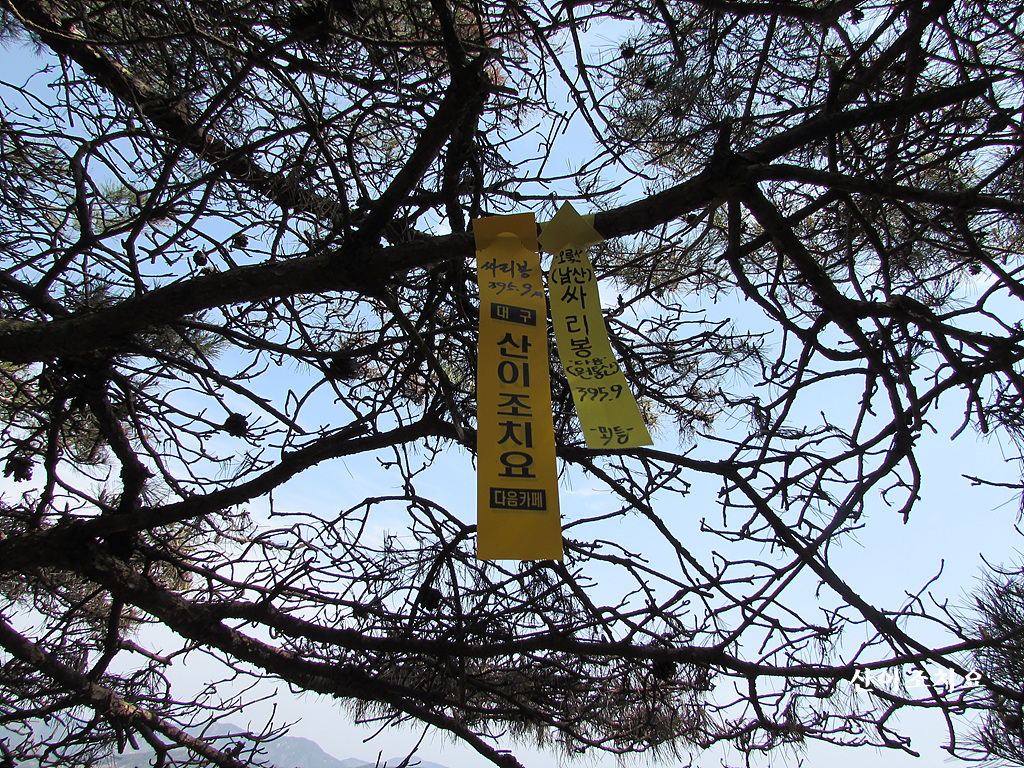 싸리봉
395.9m
대구
산이조치요
다음카페
(남산)
싸리봉
395.9
산이조치요